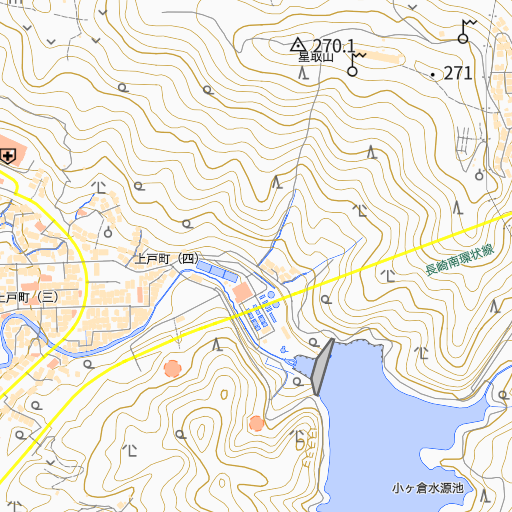 270.1
星取山
271
長崎南環状線
上戸町（四）
上戸町（三）
小ヶ倉水源池